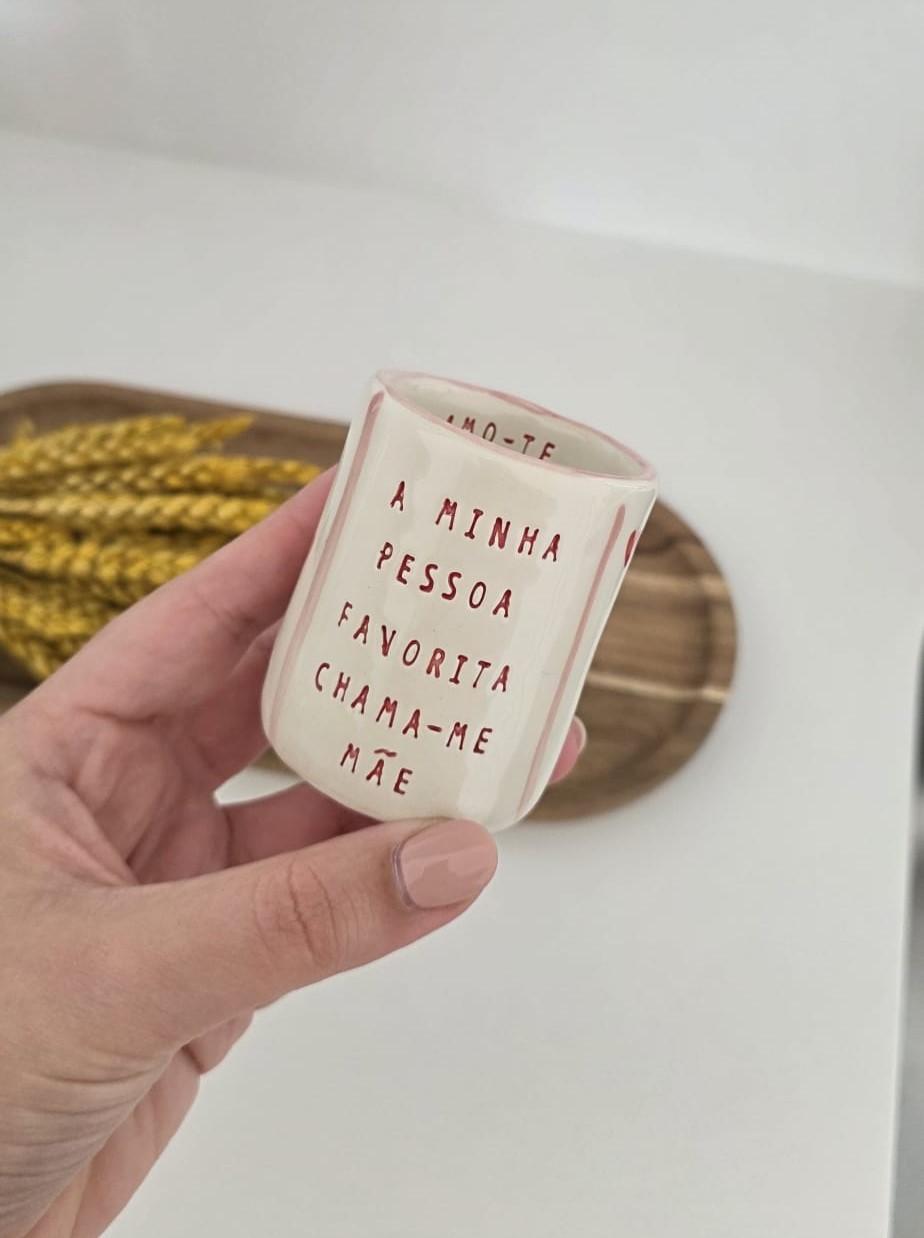 AMO-TE
A MINHA
PESSOA
FAVORITA
CHAMA-ME
MÃE